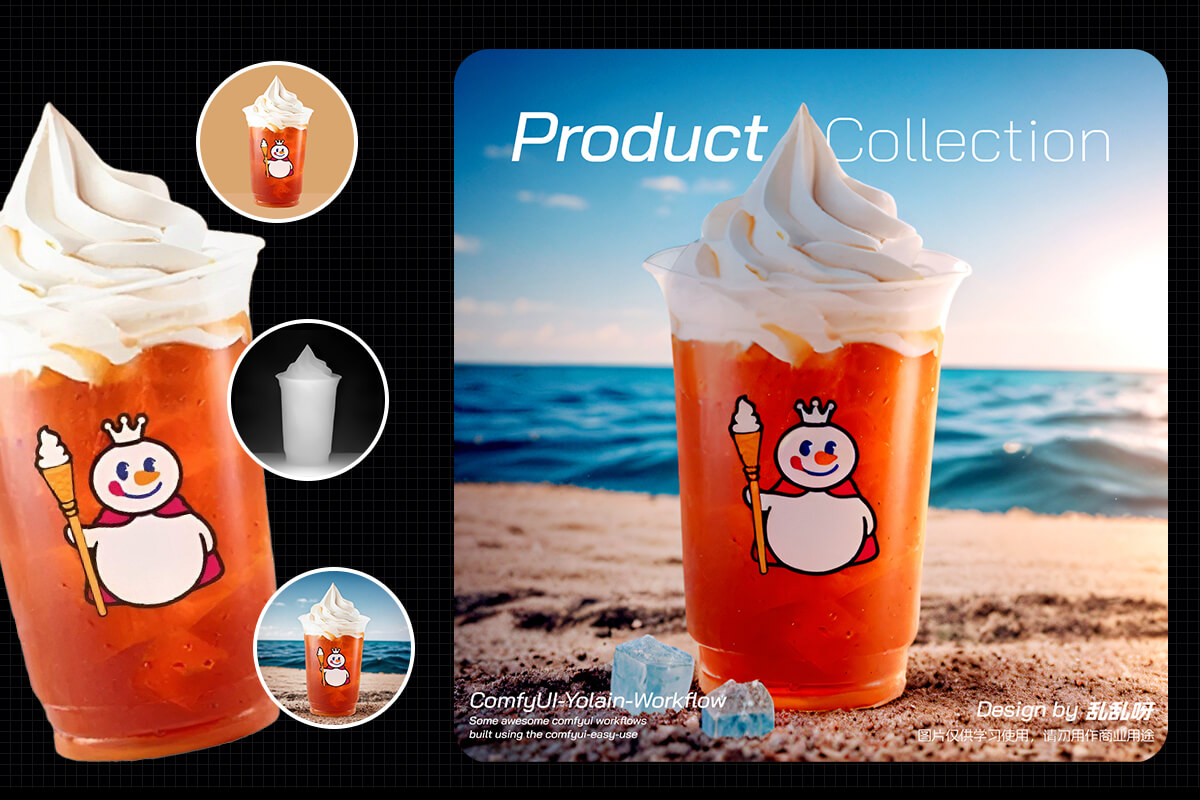 Product Collection
ComfyUI-Yolain-Workflow
Some awesome comfyui workflows
built using the comfyui-easy-use
Design by 乱乱呀
图片仅供学习使用，请勿用作商业用途